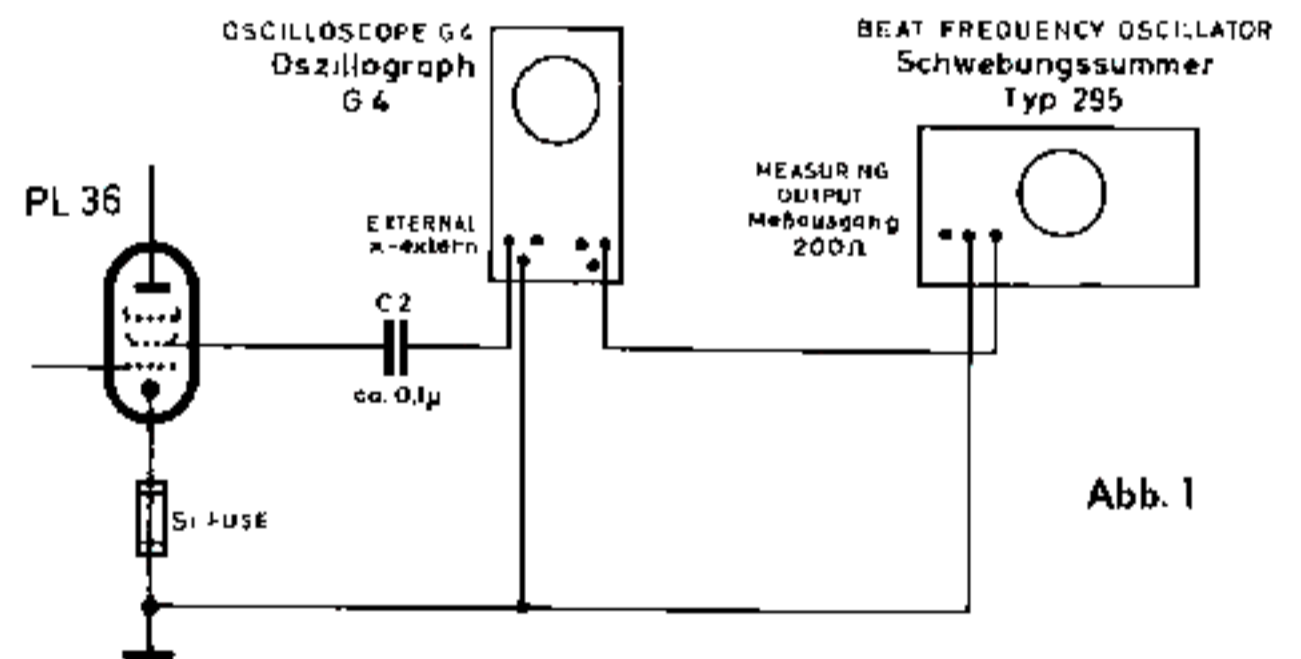 OSCILLOSCOPE G4
Oszillograph
G 4
BEAT FREQUENCY OSCILLATOR
Schwebungssummer
Typ 295
PL 36
EXTERNAL
x-extern
MEASURING
OUTPUT
Meßausgang
200Ω
C 2
ca. 0,1µ
Si FUSE
Abb. 1